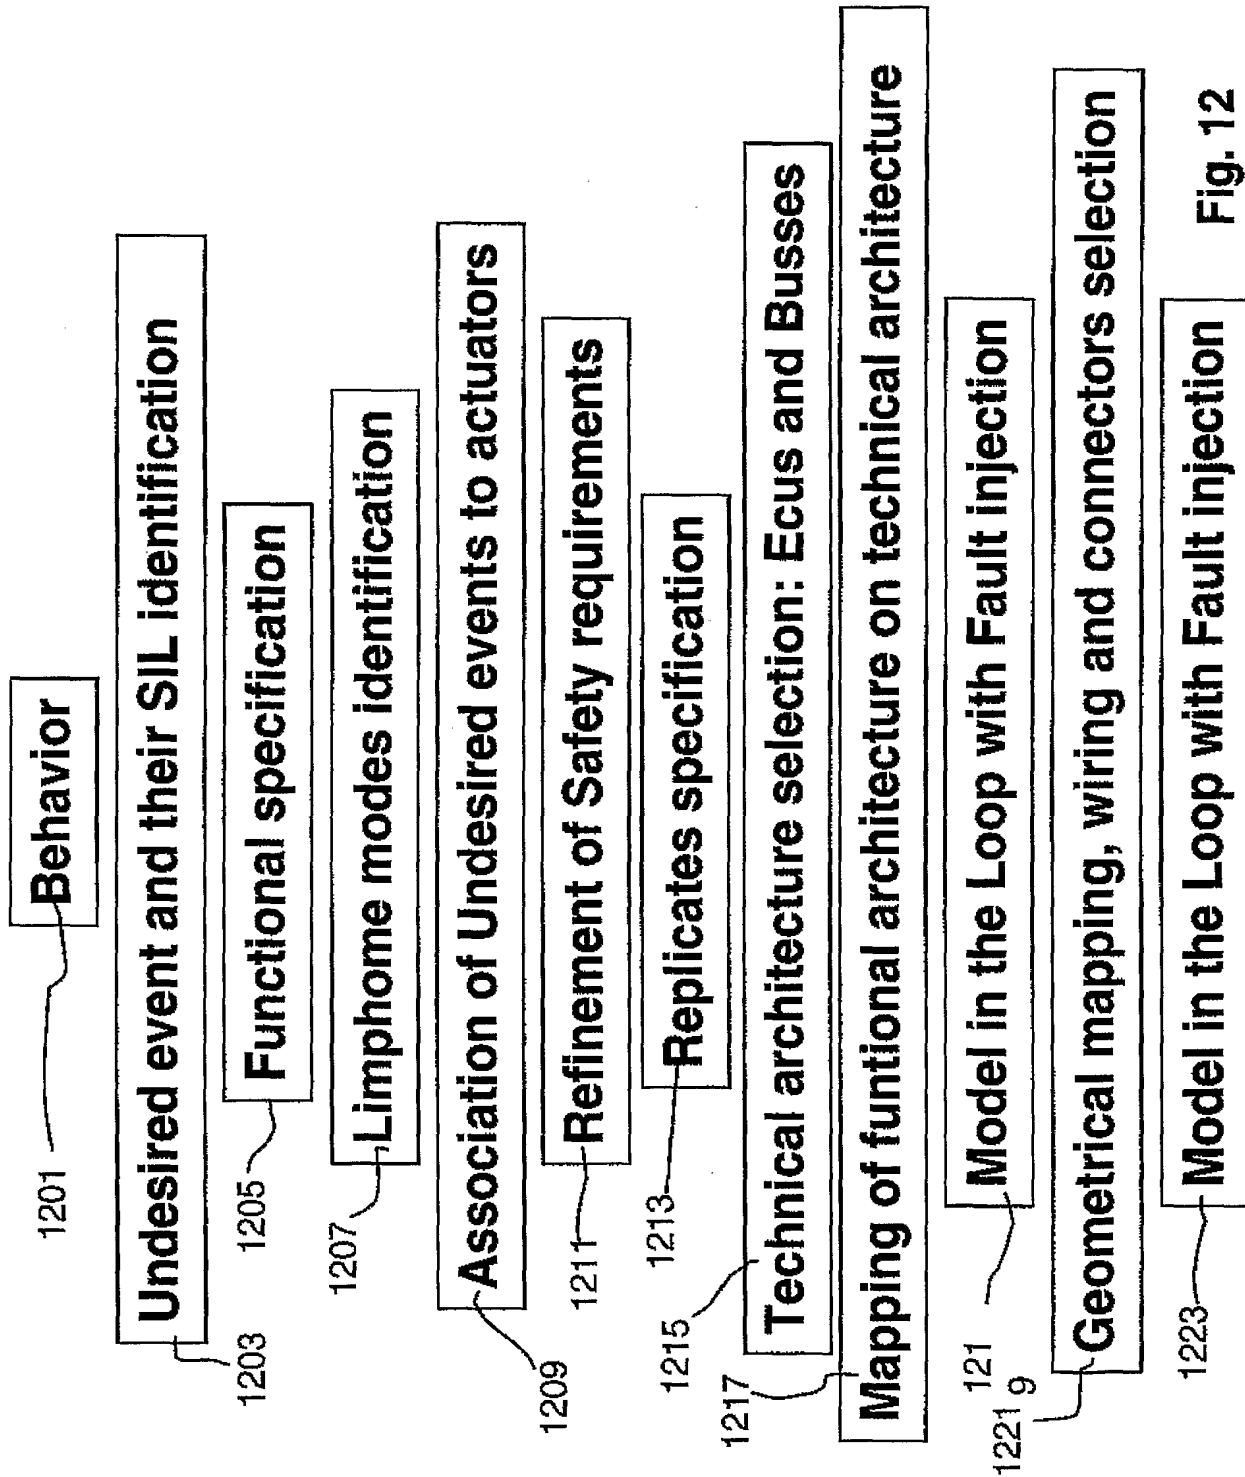 1201
Behavior
1203
Undesired event and their SIL identification
1205
Functional specification
1207
Limphome modes identification
1209
Association of Undesired events to actuators
1211
Refinement of Safety requirements
1213
Replicates specification
1215
Technical architecture selection: Ecus and Busses
1217
Mapping of funtional architecture on technical architecture
121
9
Model in the Loop with Fault injection
1221
Geometrical mapping, wiring and connectors selection
1223
Model in the Loop with Fault injection
Fig. 12